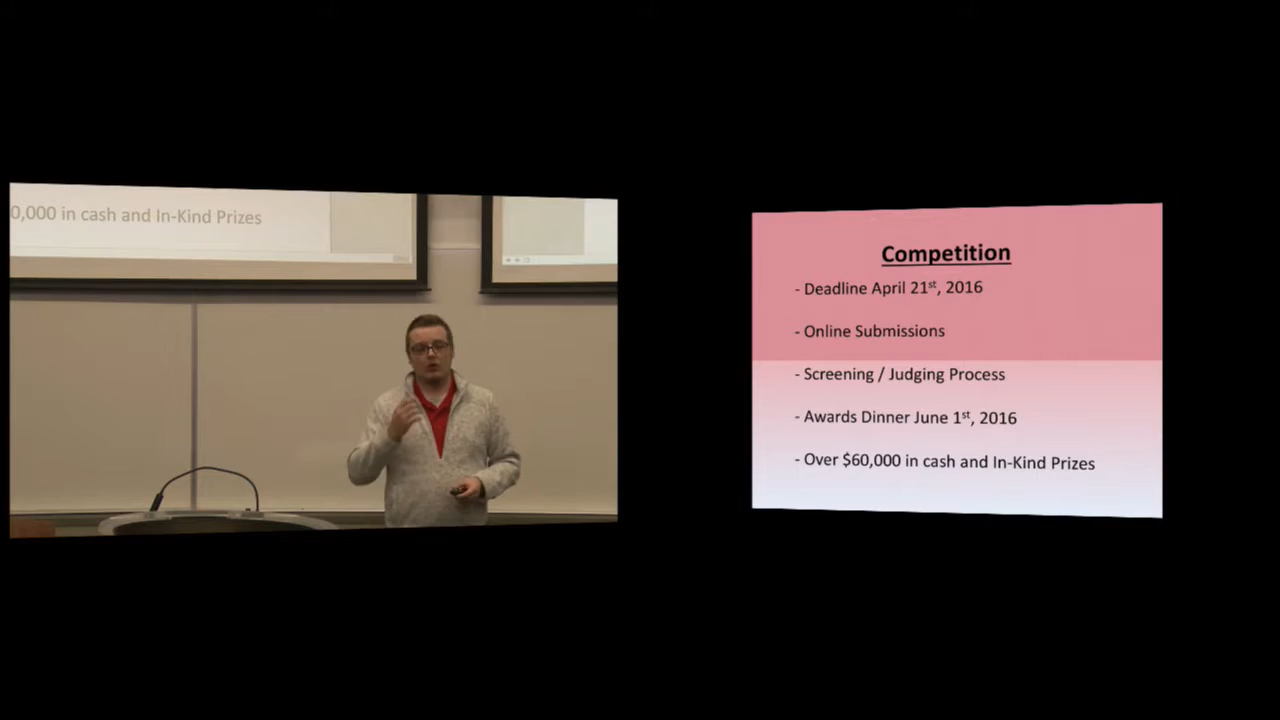 0,000 in cash and In-Kind Prizes
Competition
- Deadline April 21st, 2016
- Online Submissions
- Screening / Judging Process
- Awards Dinner June 1st, 2016
- Over $60,000 in cash and In-Kind Prizes